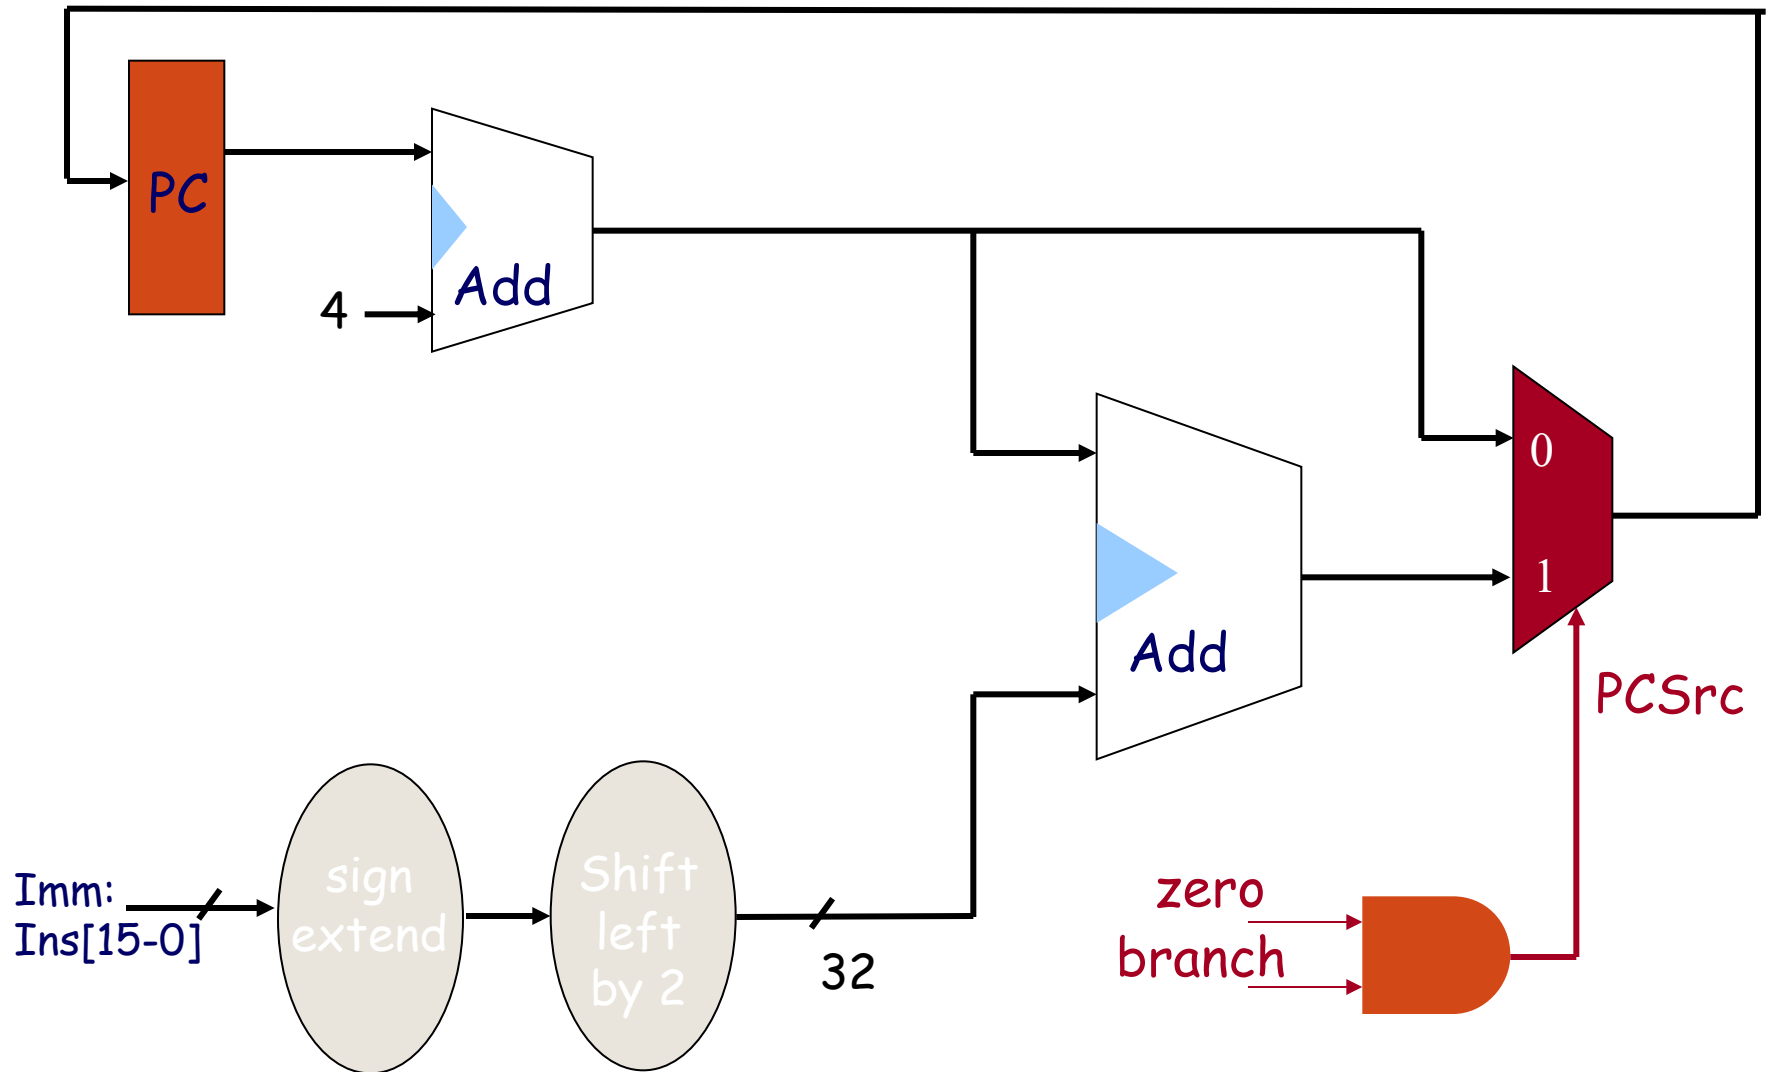 PC
Add
4
0
1
Add
PCSrc
Imm:
Ins[15-0]
sign
extend
Shift
left
by 2
32
zero
branch